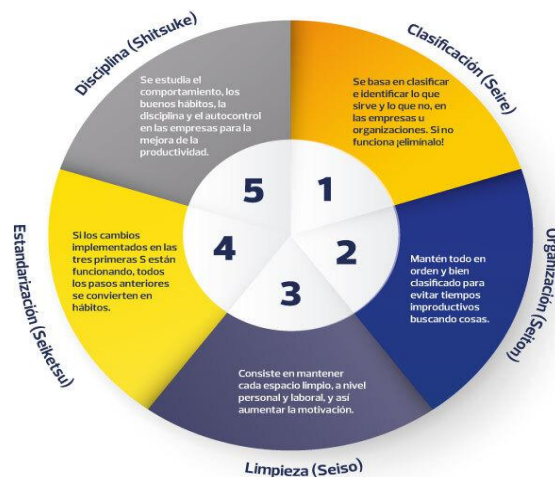 Clasificación (Seire)
Se basa en clasificar
e identificar lo que
sirve y lo que no, en
las empresas u
organizaciones. Si no
funciona ¡elimínalo!
1
Organización (Seiton)
Mantén todo en
orden y bien
clasificado para
evitar tiempos
improductivos
buscando cosas.
2
Limpieza (Seiso)
Consiste en mantener
cada espacio limpio, a nivel
personal y laboral, y así
aumentar la motivación.
3
Estandarización (Seiketsu)
Si los cambios
implementados en las
tres primeras S están
funcionando, todos
los pasos anteriores
se convierten en
hábitos.
4
Disciplina (Shitsuke)
Se estudia el
comportamiento, los
buenos hábitos, la
disciplina y el autocontrol
en las empresas para la
mejora de la
productividad.
5